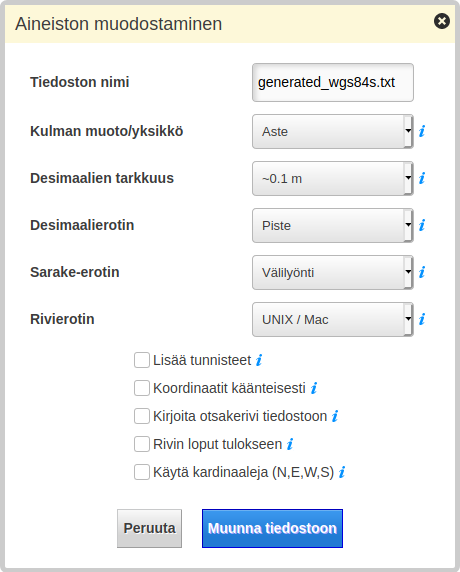 Aineiston muodostaminen
Tiedoston nimi generated_wgs84s.txt
Kulman muoto/yksikkö Aste i
Desimaalien tarkkuus ~0.1 m i
Desimaalierotin Piste i
Sarake-erotin Välilyönti i
Rivierotin UNIX / Mac i
Lisää tunnisteet i
Koordinaatit käänteisesti i
Kirjoita otsakerivi tiedostoon i
Rivin loput tulokseen i
Käytä kardinaaleja (N,E,W,S) i
Peruuta Muunna tiedostoon